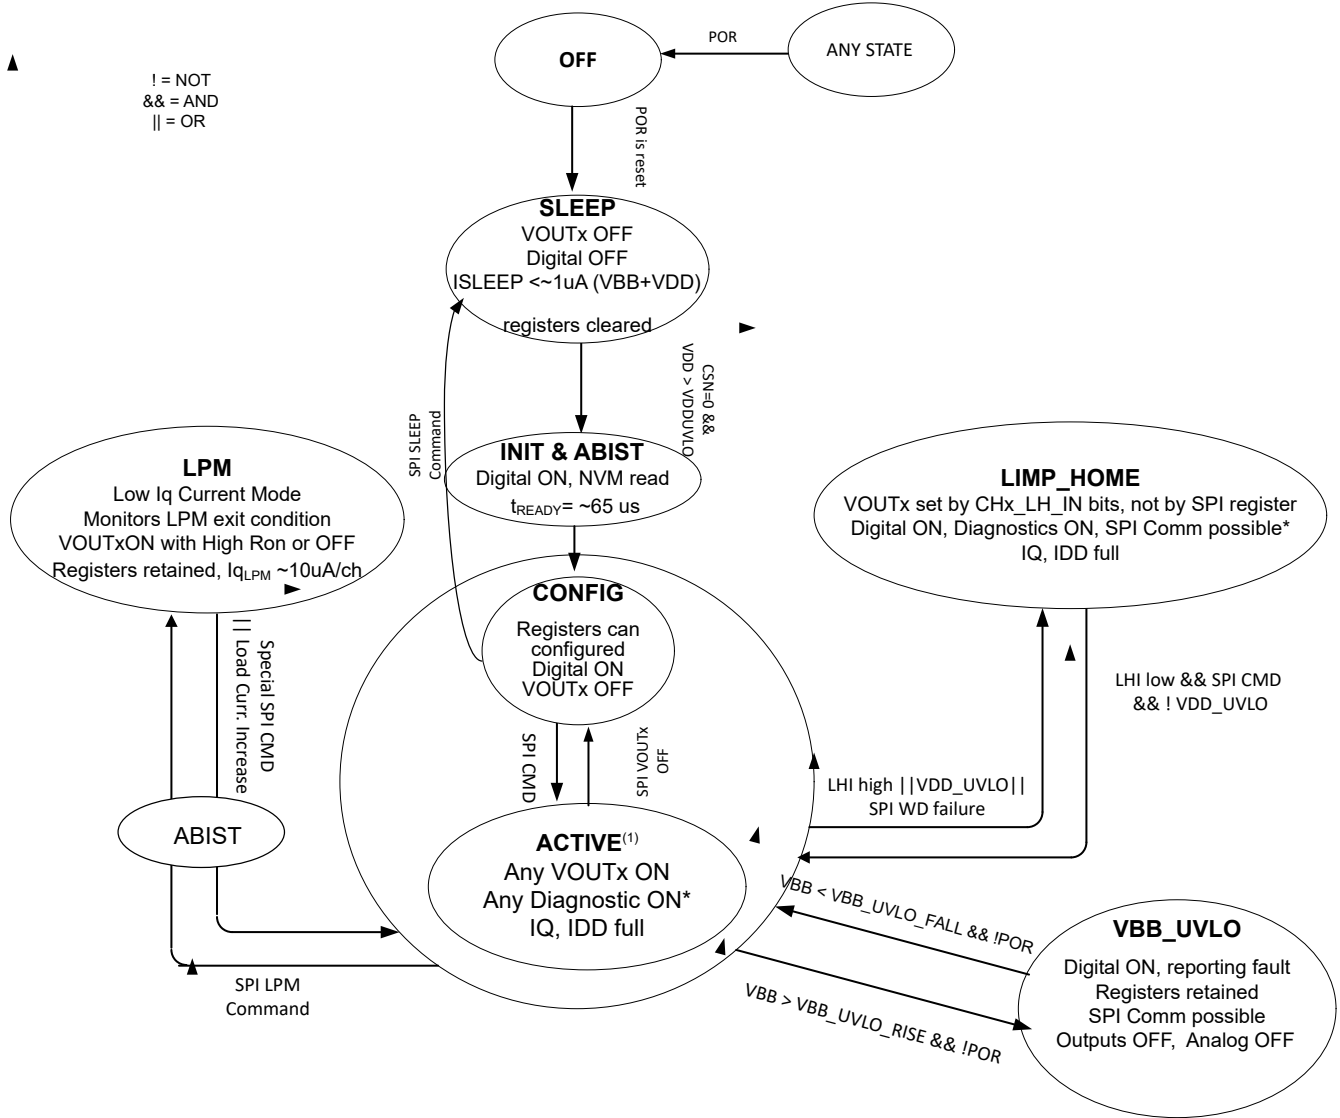 POR
ANY STATE
OFF
! = NOT
&& = AND
|| = OR
POR is reset
SLEEP
VOUTx OFF
Digital OFF
ISLEEP <~1uA (VBB+VDD)
registers cleared
CSN=0 &&
VDD > VDDUVLO
SPI SLEEP
Command
INIT & ABIST
Digital ON, NVM read
tREADY= ~65 us
LPM
Low Iq Current Mode
Monitors LPM exit condition
VOUTxON with High Ron or OFF
Registers retained, IqLPM ~10uA/ch
LIMP_HOME
VOUTx set by CHx_LH_IN bits, not by SPI register
Digital ON, Diagnostics ON, SPI Comm possible*
IQ, IDD full
CONFIG
Registers can
configured
Digital ON
VOUTx OFF
Special SPI CMD
|| Load Curr. Increase
LHI low && SPI CMD
&& ! VDD_UVLO
SPI CMD
SPI VOUTx
OFF
LHI high ||VDD_UVLO||
SPI WD failure
ABIST
ACTIVE(1)
Any VOUTx ON
Any Diagnostic ON*
IQ, IDD full
VBB < VBB_UVLO_FALL && !POR
VBB > VBB_UVLO_RISE && !POR
VBB_UVLO
Digital ON, reporting fault
Registers retained
SPI Comm possible
Outputs OFF, Analog OFF
SPI LPM
Command